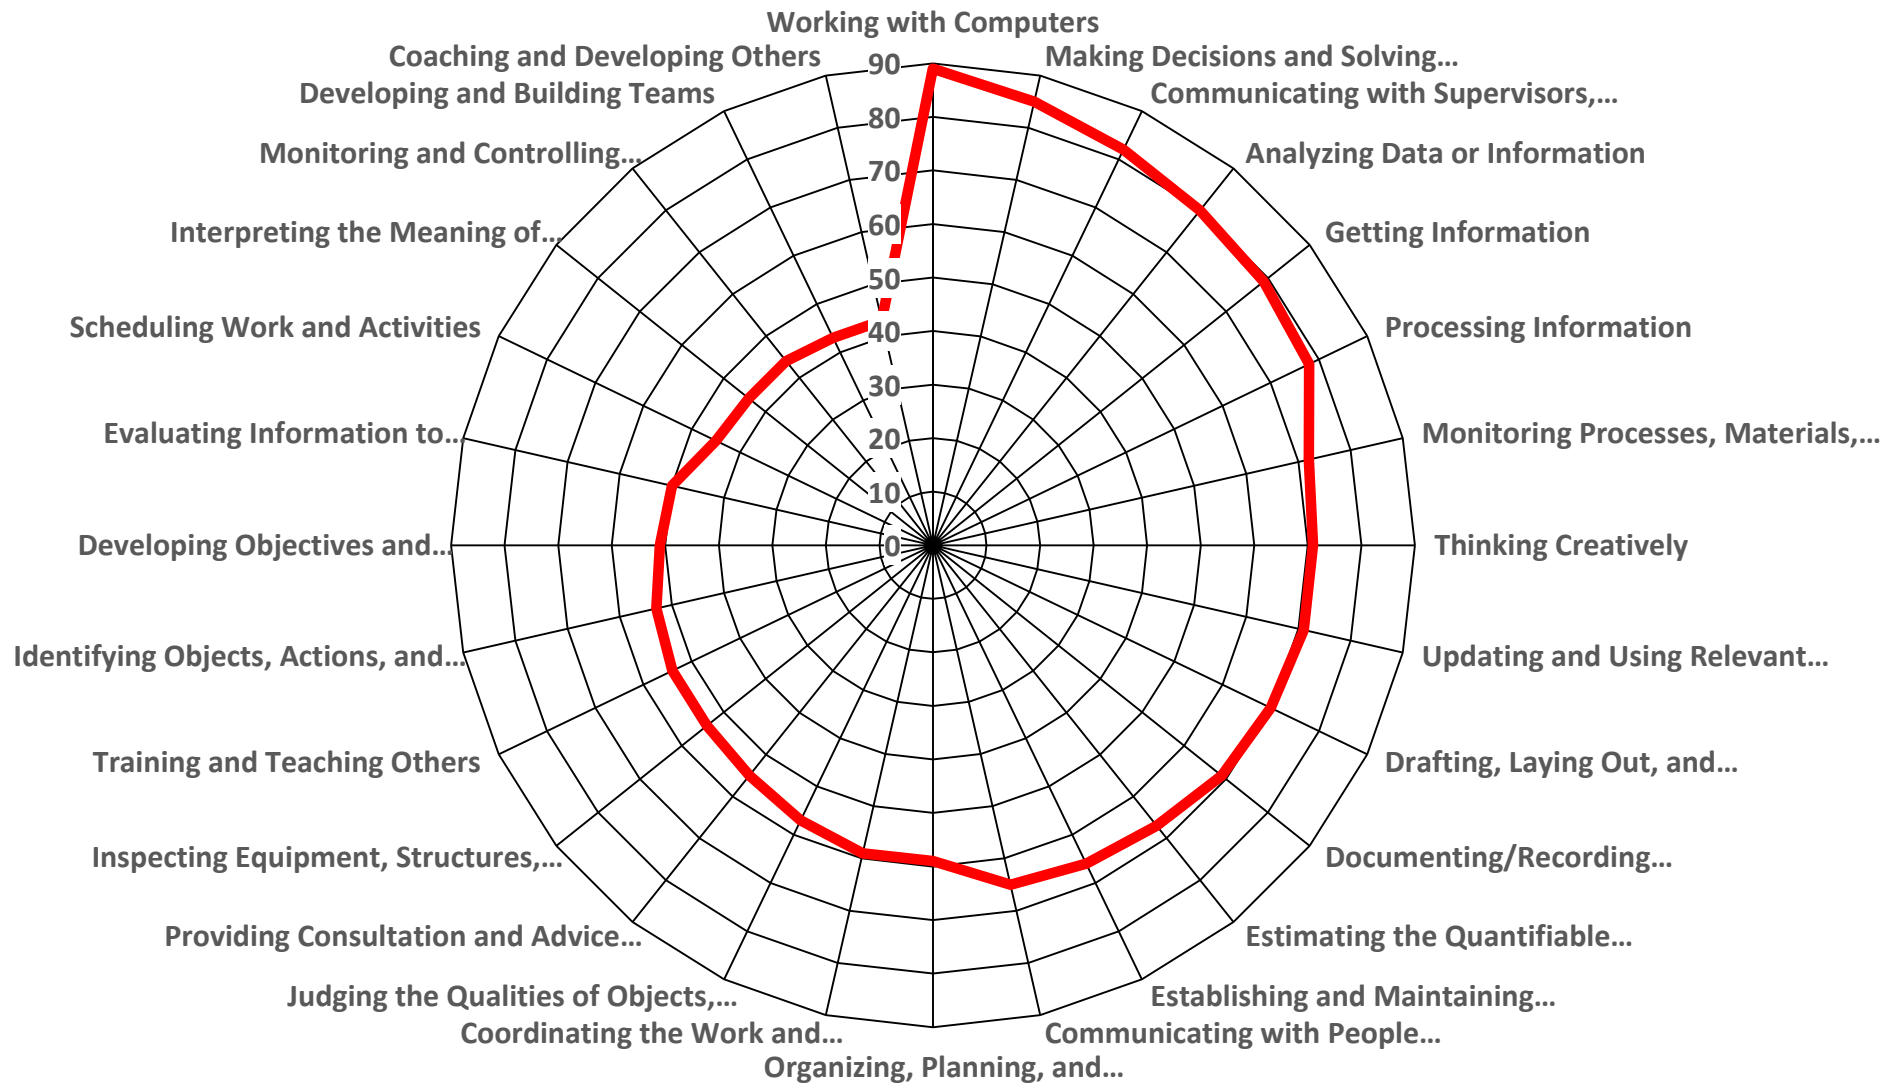 Working with Computers
Making Decisions and Solving…
Communicating with Supervisors,…
Analyzing Data or Information
Getting Information
Processing Information
Monitoring Processes, Materials,…
Thinking Creatively
Updating and Using Relevant…
Drafting, Laying Out, and…
Documenting/Recording…
Estimating the Quantifiable…
Establishing and Maintaining…
Communicating with People…
Organizing, Planning, and…
Coordinating the Work and…
Judging the Qualities of Objects,…
Providing Consultation and Advice…
Inspecting Equipment, Structures,…
Training and Teaching Others
Identifying Objects, Actions, and…
Developing Objectives and…
Evaluating Information to…
Scheduling Work and Activities
Interpreting the Meaning of…
Monitoring and Controlling…
Developing and Building Teams
Coaching and Developing Others
90
80
70
60
50
40
30
20
10
0